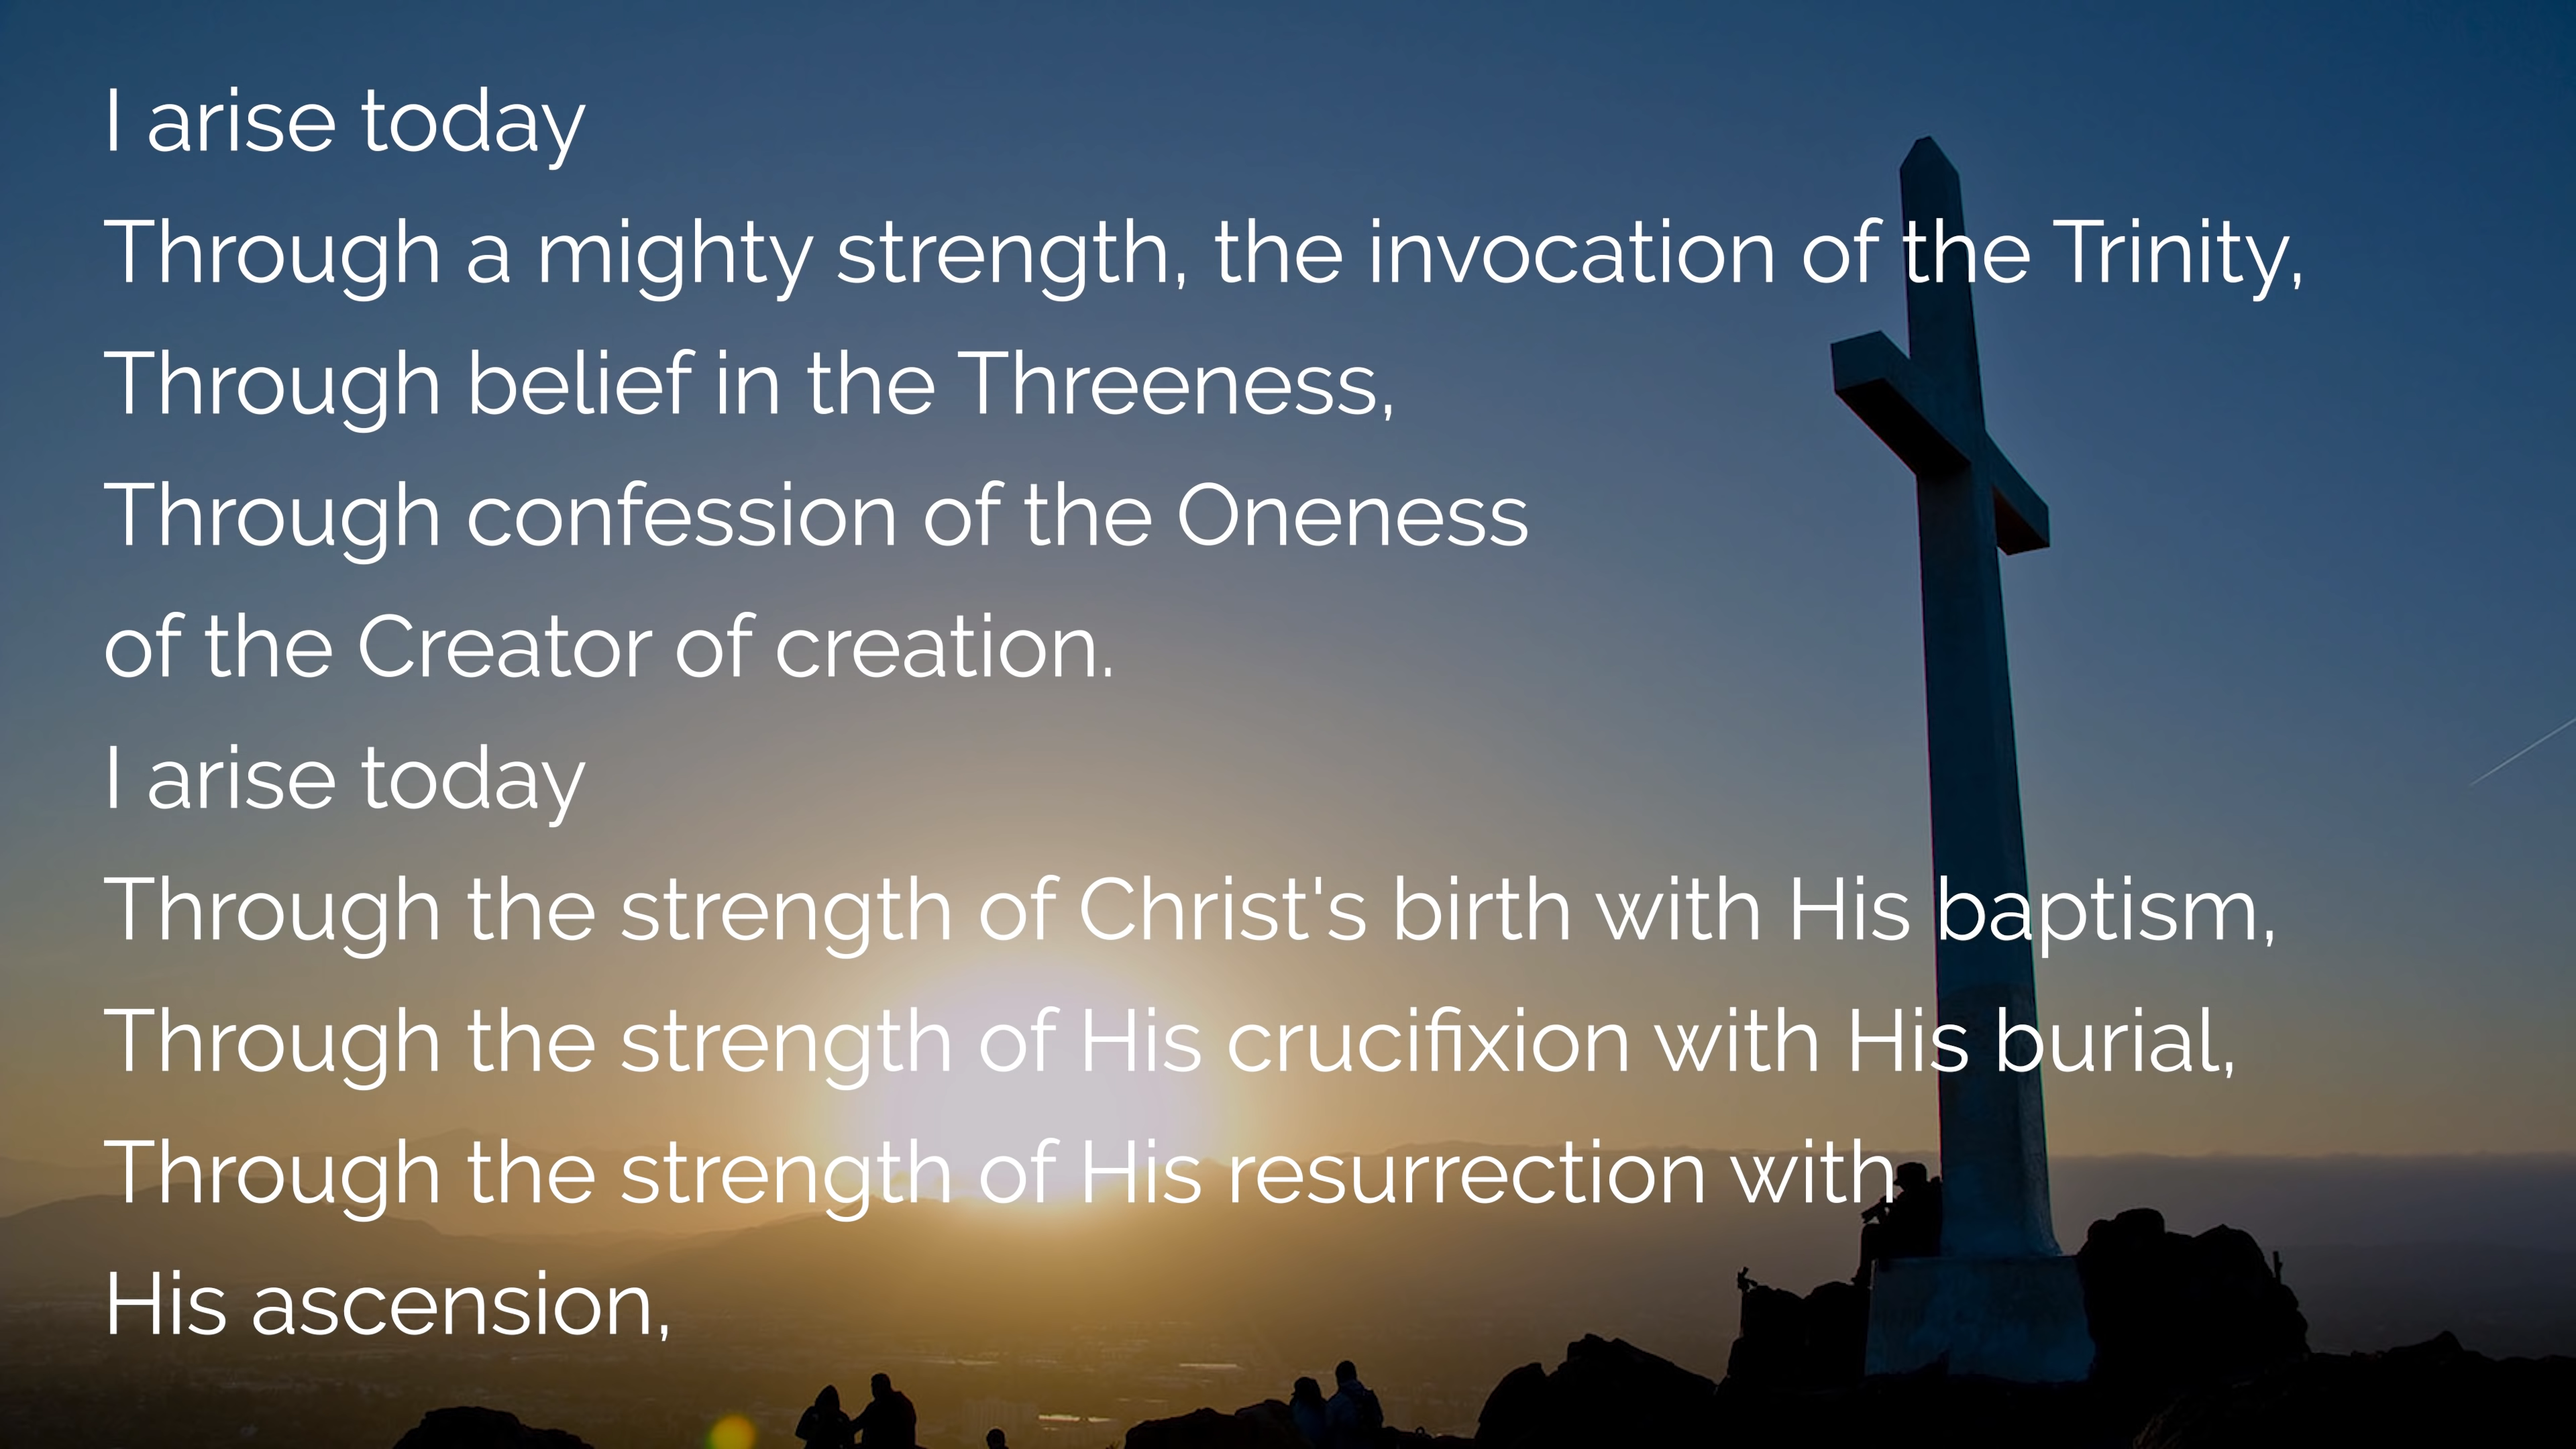 I arise today
Through a mighty strength, the invocation of the Trinity,
Through belief in the Threeness,
Through confession of the Oneness
of the Creator of creation.
I arise today
Through the strength of Christ's birth with His baptism,
Through the strength of His crucifixion with His burial,
Through the strength of His resurrection with
His ascension,